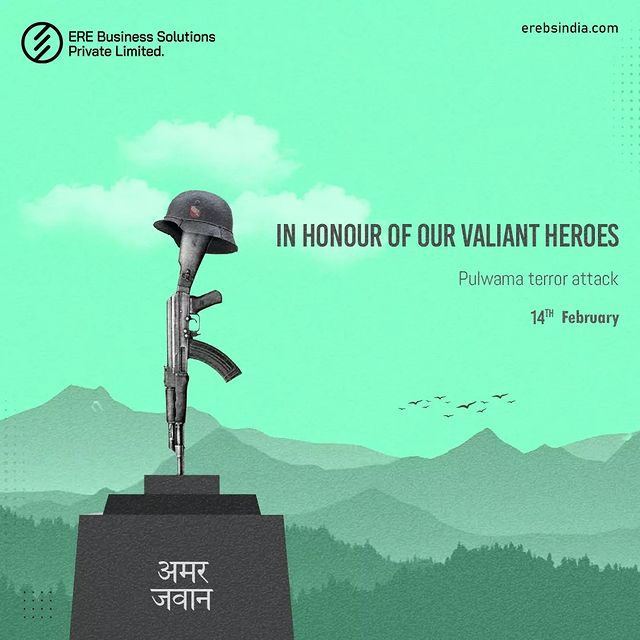 ERE Business Solutions
Private Limited.
erebsindia.com
IN HONOUR OF OUR VALIANT HEROES
Pulwama terror attack
14TH February
अमर
जवान